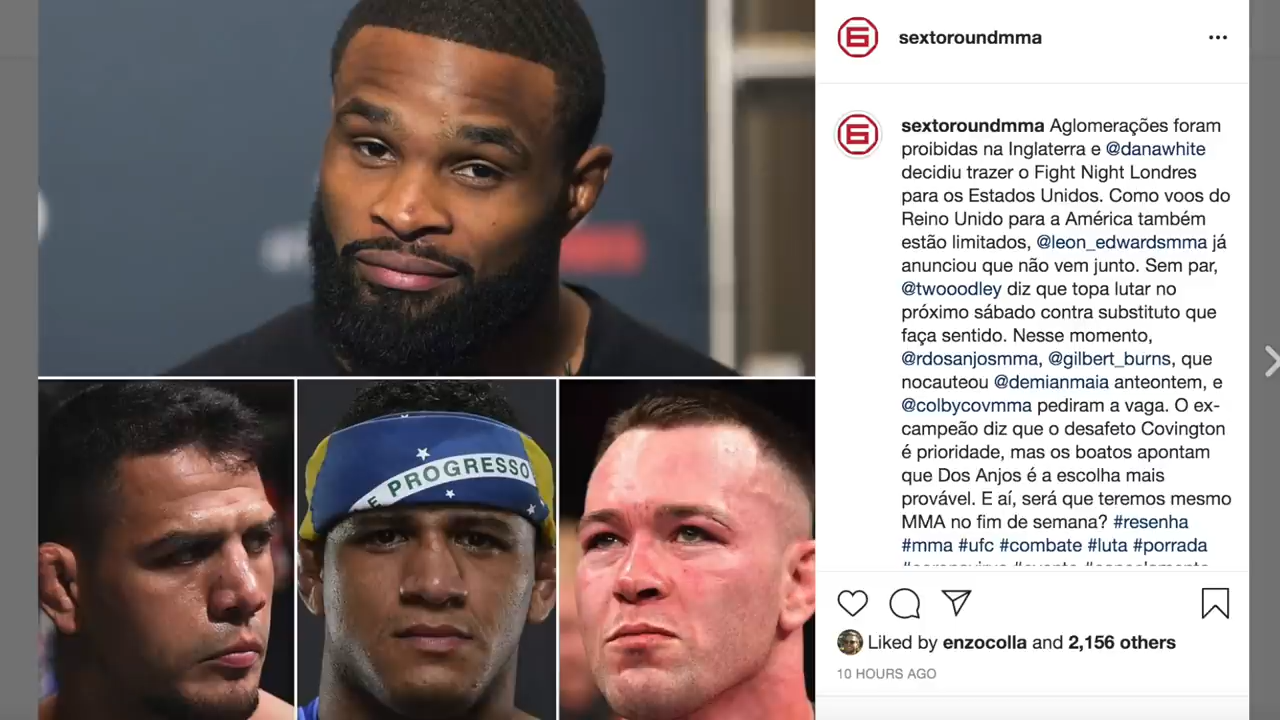 sextoroundmma
sextoroundmma Aglomerações foram
proibidas na Inglaterra e @danawhite
decidiu trazer o Fight Night Londres
para os Estados Unidos. Como voos do
Reino Unido para a América também
estão limitados, @leon_edwardsmma já
anunciou que não vem junto. Sem par,
@twooodley diz que topa lutar no
próximo sábado contra substituto que
faça sentido. Nesse momento,
@rdosanjosmma, @gilbert_burns, que
nocauteou @demianmaia anteontem, e
@colbycovmma pediram a vaga. O ex-
campeão diz que o desafeto Covington
é prioridade, mas os boatos apontam
que Dos Anjos é a escolha mais
provável. E aí, será que teremos mesmo
MMA no fim de semana? #resenha
#mma #ufc #combate #luta #porrada
E PROGRESSO
Liked by enzocolla and 2,156 others
10 HOURS AGO